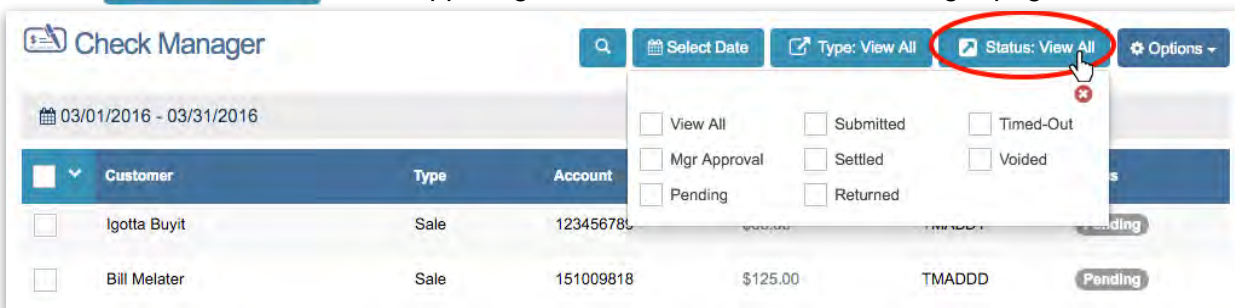 Check Manager
Select Date Type: View All Status: View All Options
03/01/2016 - 03/31/2016
View All Submitted Timed-Out
Mgr Approval Settled Voided
Pending Returned
Customer Type Account
Igotta Buyit Sale
Bill Melater Sale 151009818 $125.00 TMADDD Pending